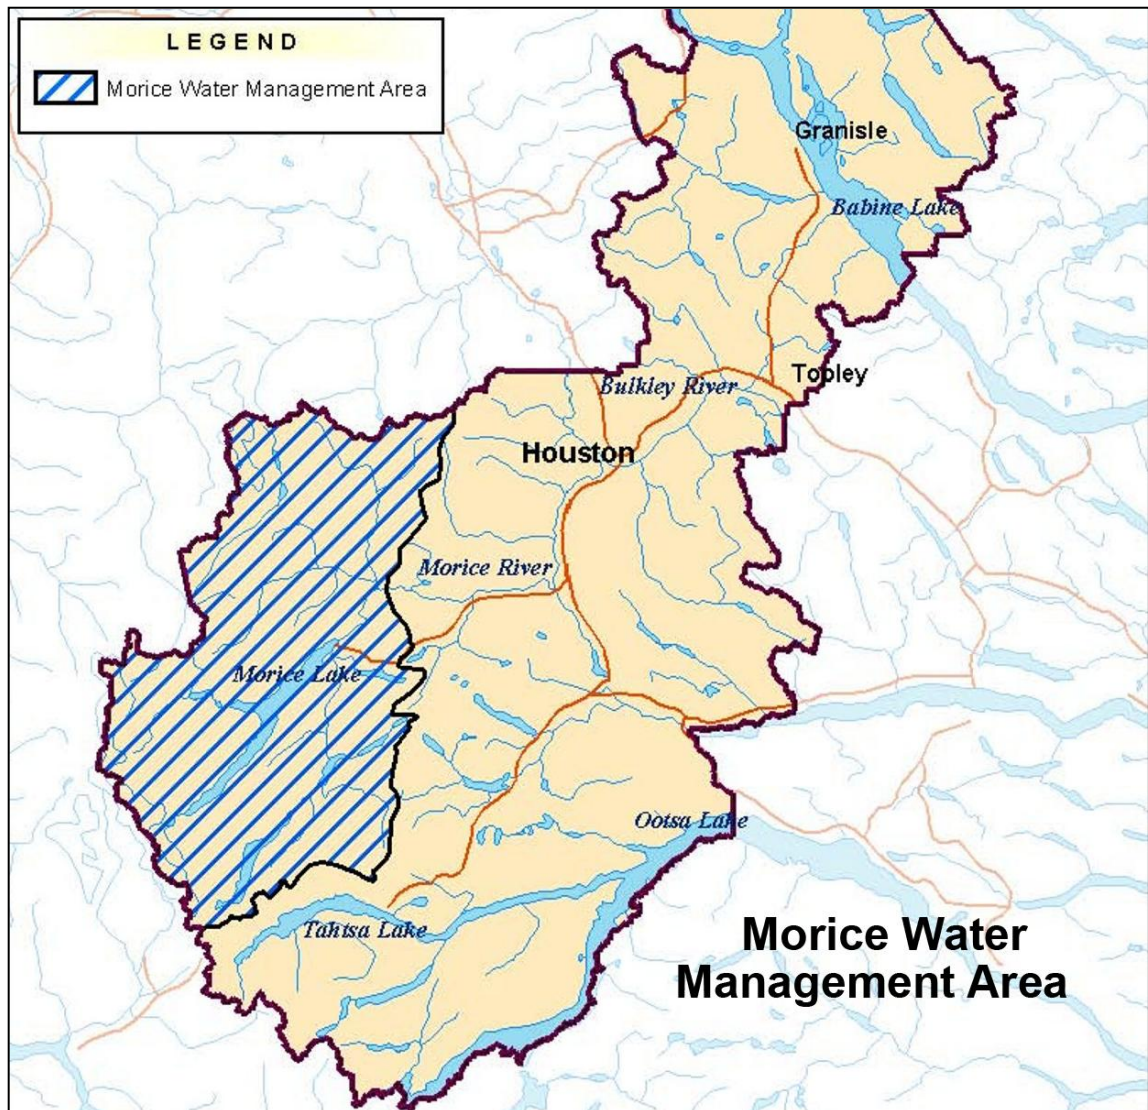 LEGEND
Morice Water Management Area
Granisle
Babine Lake
Topley
Bulkley River
Houston
Morice River
Morice Lake
Ootsa Lake
Tahtsa Lake
Morice Water
Management Area